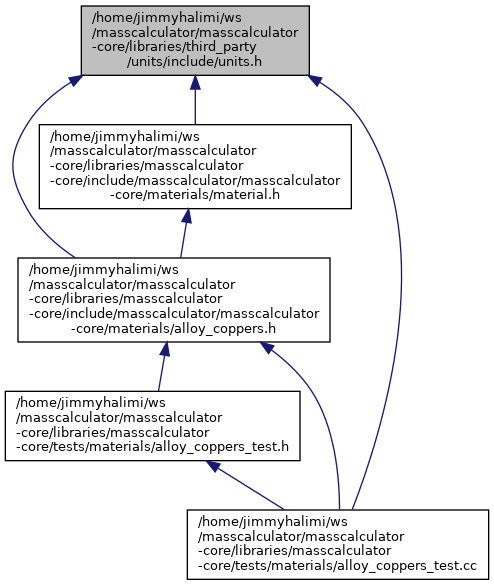 /home/jimmyhalimi/ws
/masscalculator/masscalculator
-core/libraries/third_party
/units/include/units.h
/home/jimmyhalimi/ws
/masscalculator/masscalculator
-core/libraries/masscalculator
-core/include/masscalculator/masscalculator
-core/materials/material.h
/home/jimmyhalimi/ws
/masscalculator/masscalculator
-core/libraries/masscalculator
-core/include/masscalculator/masscalculator
-core/materials/alloy_coppers.h
/home/jimmyhalimi/ws
/masscalculator/masscalculator
-core/libraries/masscalculator
-core/tests/materials/alloy_coppers_test.h
/home/jimmyhalimi/ws
/masscalculator/masscalculator
-core/libraries/masscalculator
-core/tests/materials/alloy_coppers_test.cc